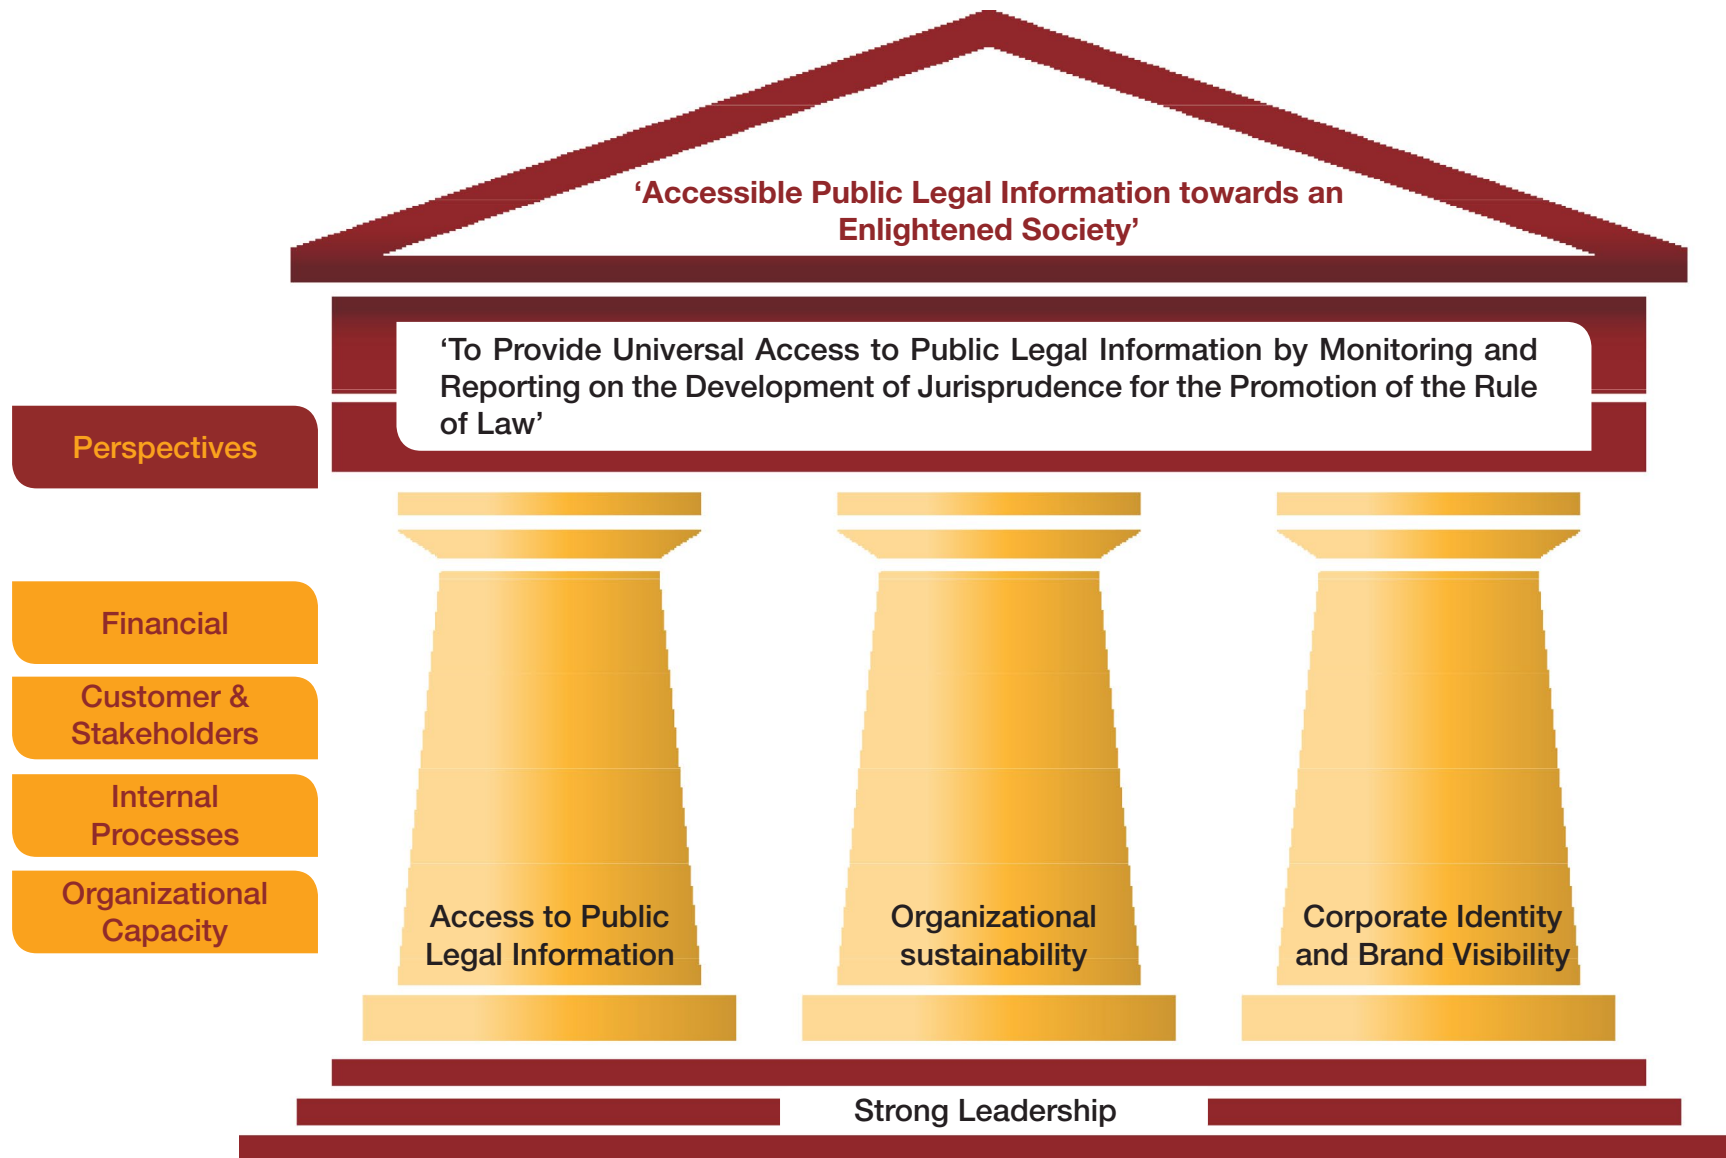 ‘Accessible Public Legal Information towards an
Enlightened Society’
‘To Provide Universal Access to Public Legal Information by Monitoring and
Reporting on the Development of Jurisprudence for the Promotion of the Rule
of Law’
Perspectives
Financial
Customer &
Stakeholders
Internal
Processes
Organizational
Capacity
Access to Public
Legal Information
Organizational
sustainability
Corporate Identity
and Brand Visibility
Strong Leadership